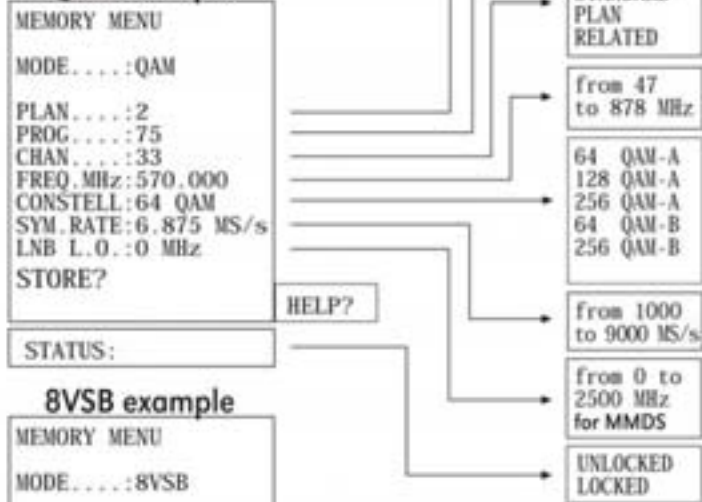 MEMORY MENU
MODE....:QAM
PLAN....:2
PROG....:75
CHAN....:33
FREQ.MHz:570.000
CONSTELL:64 QAM
SYM.RATE:6.875 MS/s
LNB L.O.:0 MHz
STORE?
HELP?
STATUS:
PLAN
RELATED
from 47
to 878 MHz
64 QAM-A
128 QAM-A
256 QAM-A
64 QAM-B
256 QAM-B
from 1000
to 9000 MS/s
from 0 to
2500 MHz
for MMDS
UNLOCKED
LOCKED
8VSB example
MEMORY MENU
MODE....:8VSB